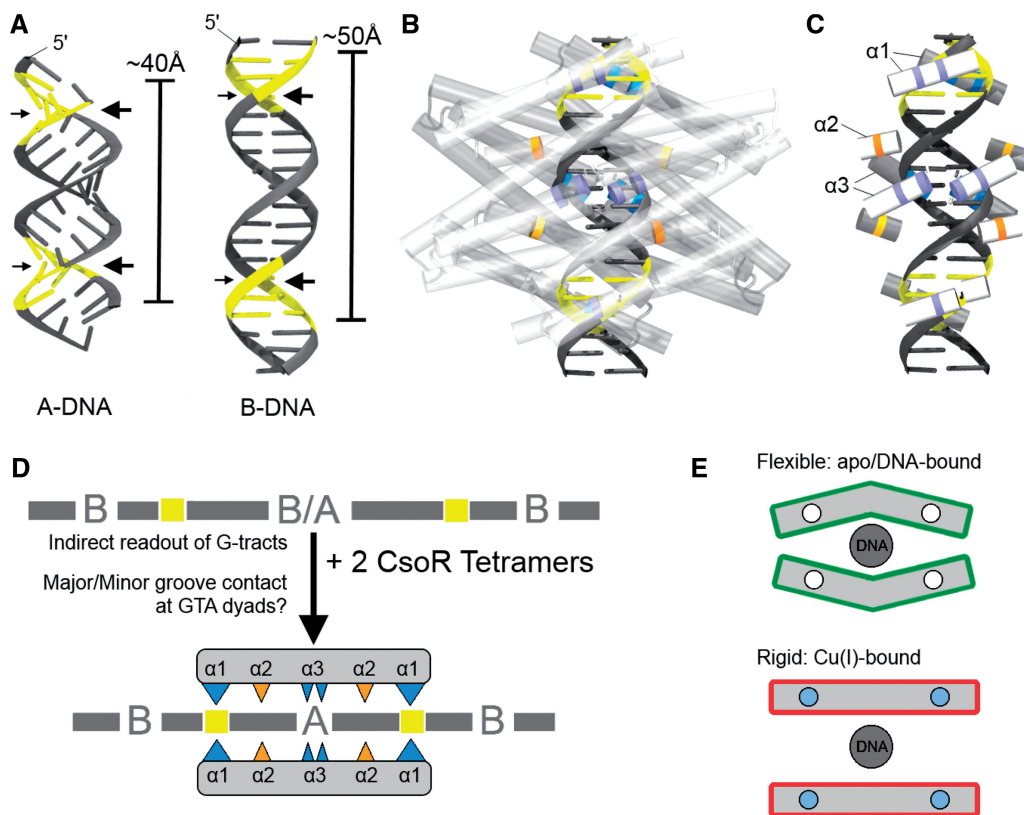 A
5'
~40Å
A-DNA
5'
~50Å
B-DNA
B
C
α1
α2
α3
D
B B/A B
Indirect readout of G-tracts
+ 2 CsoR Tetramers
Major/Minor groove contact
at GTA dyads?
α1 α2 α3 α2 α1
B A B
α1 α2 α3 α2 α1
E
Flexible: apo/DNA-bound
DNA
Rigid: Cu(I)-bound
DNA